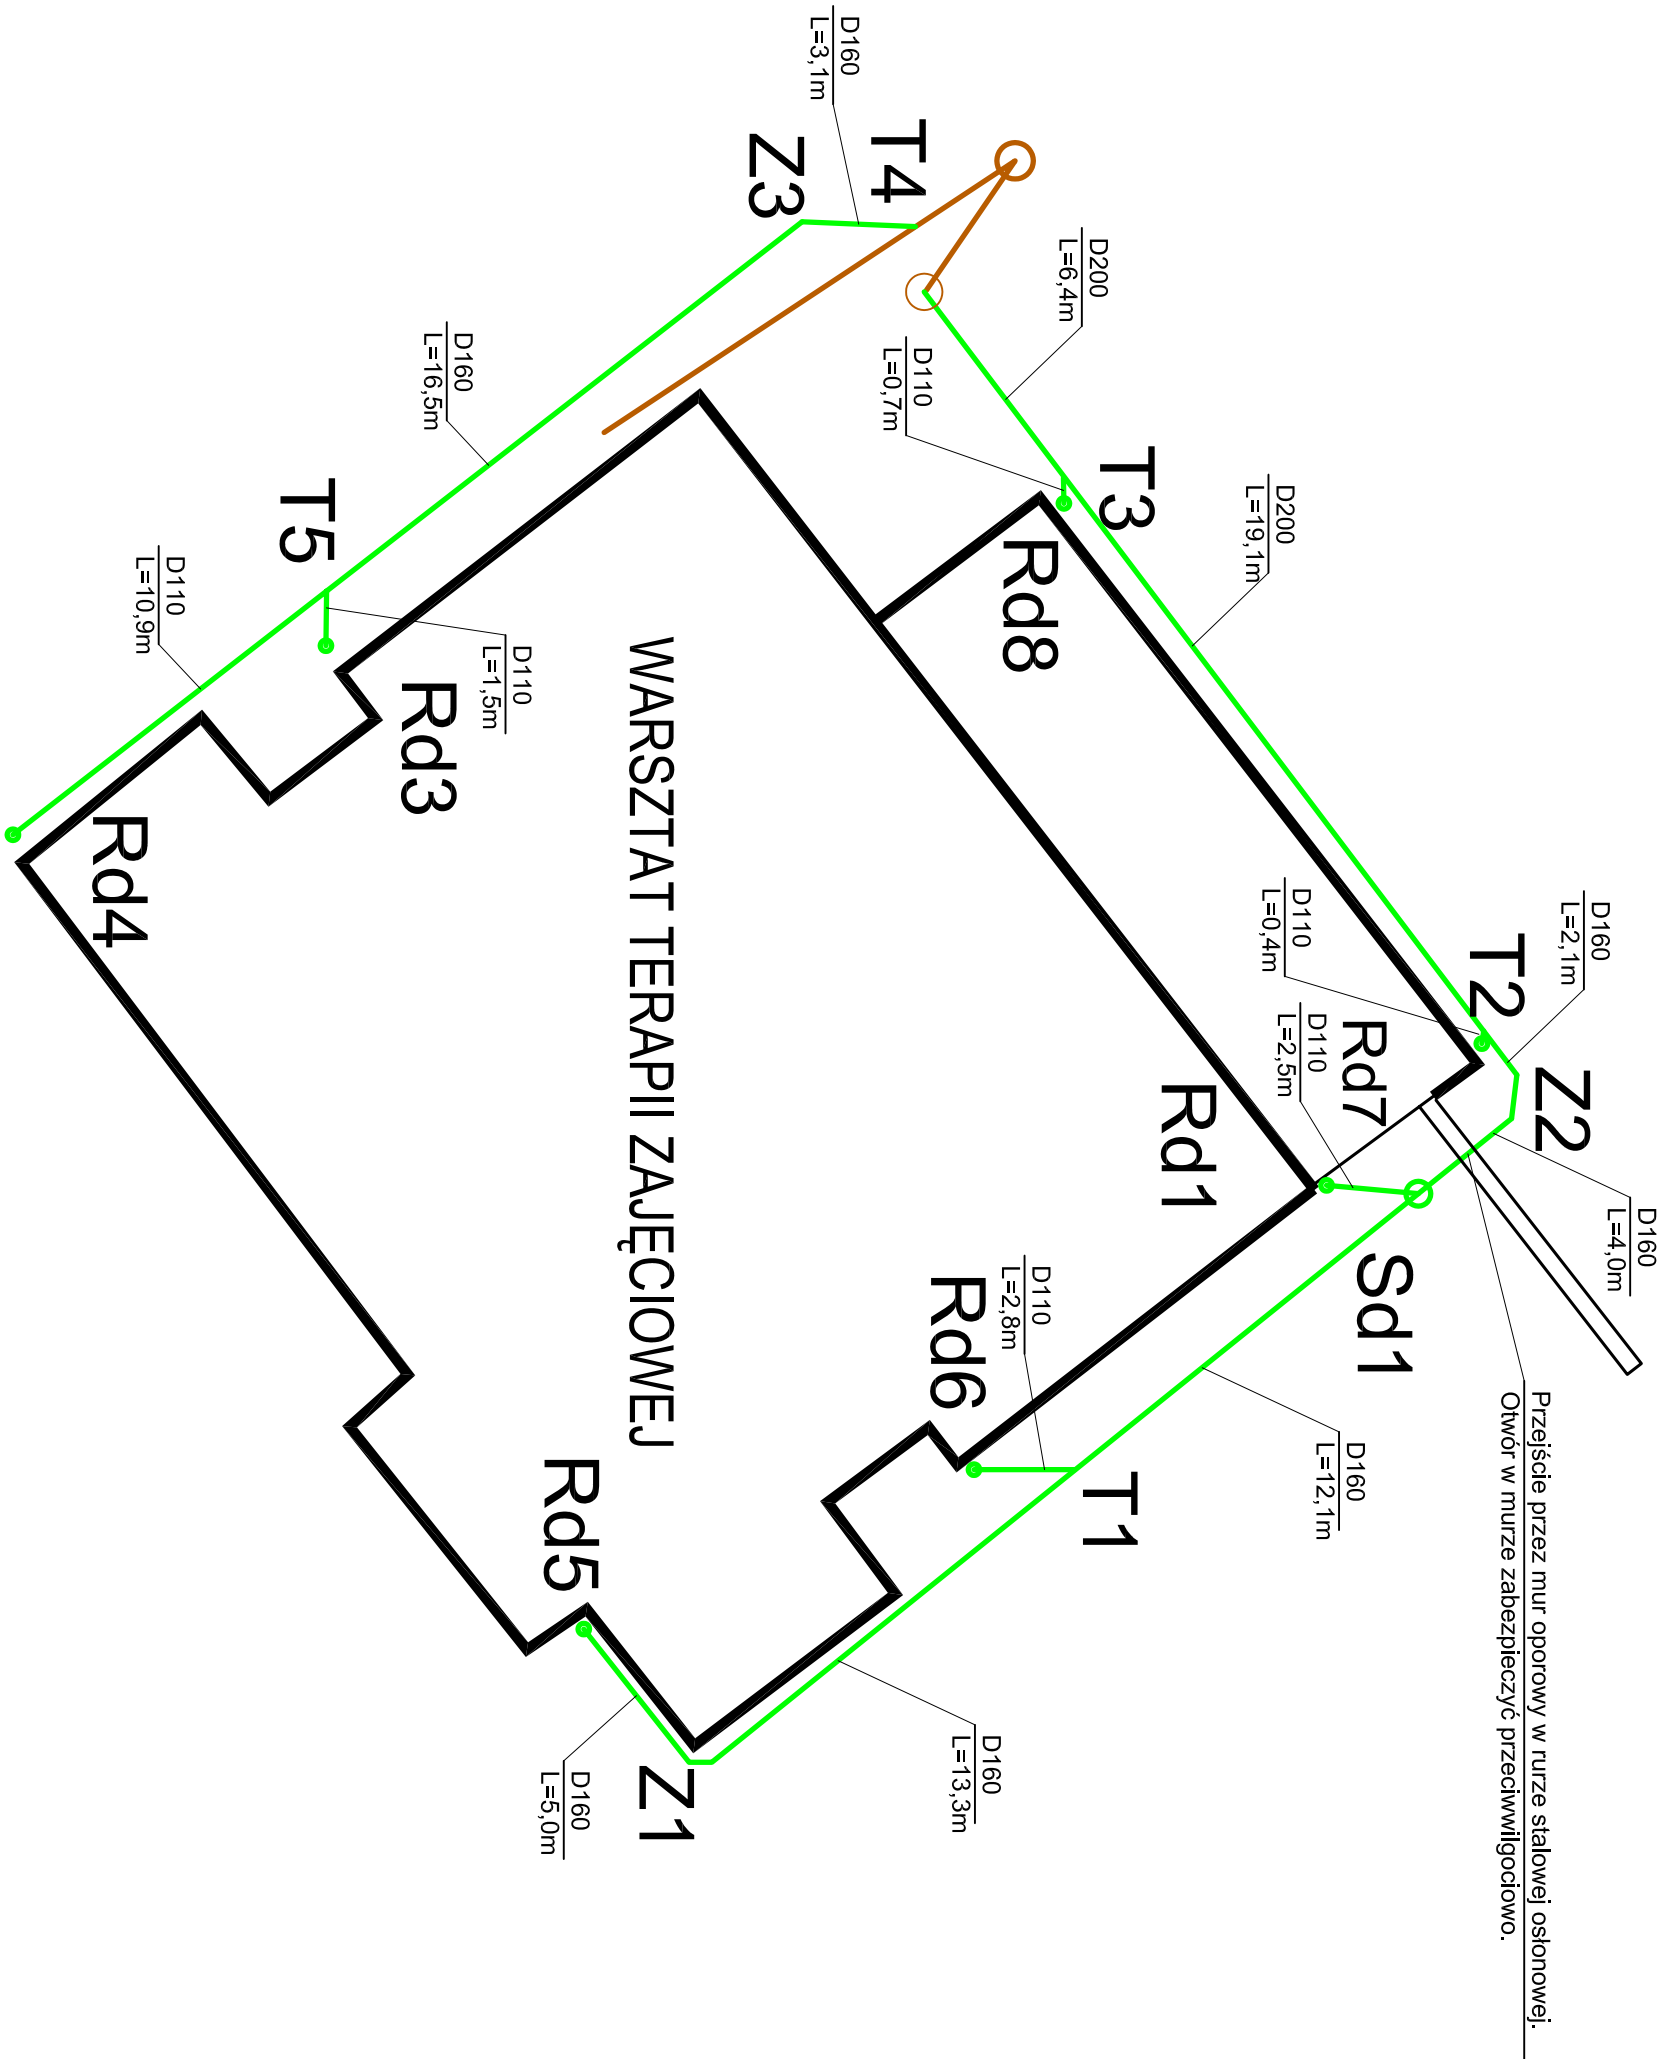 Przejście przez mur oporowy w rurze stalowej osłonowej.
Otwór w murze zabezpieczyć przeciwwilgociowo.
D160
L=4,0m
D160
L=2,1m
Z2
T2
D200
L=19,1m
D110
L=0,4m
D110
L=2,5m
Rd7
Sd1
D160
L=12,1m
Rd1
T3
D200
L=6,4m
Rd8
D110
L=2,8m
T1
D160
L=13,3m
Rd6
D110
L=0,7m
T4
D160
L=3,1m
Z3
WARSZTAT TERAPII ZAJĘCIOWEJ
Z1
Rd5
D160
L=5,0m
D110
L=1,5m
D160
L=16,5m
Rd3
T5
D110
L=10,9m
Rd4